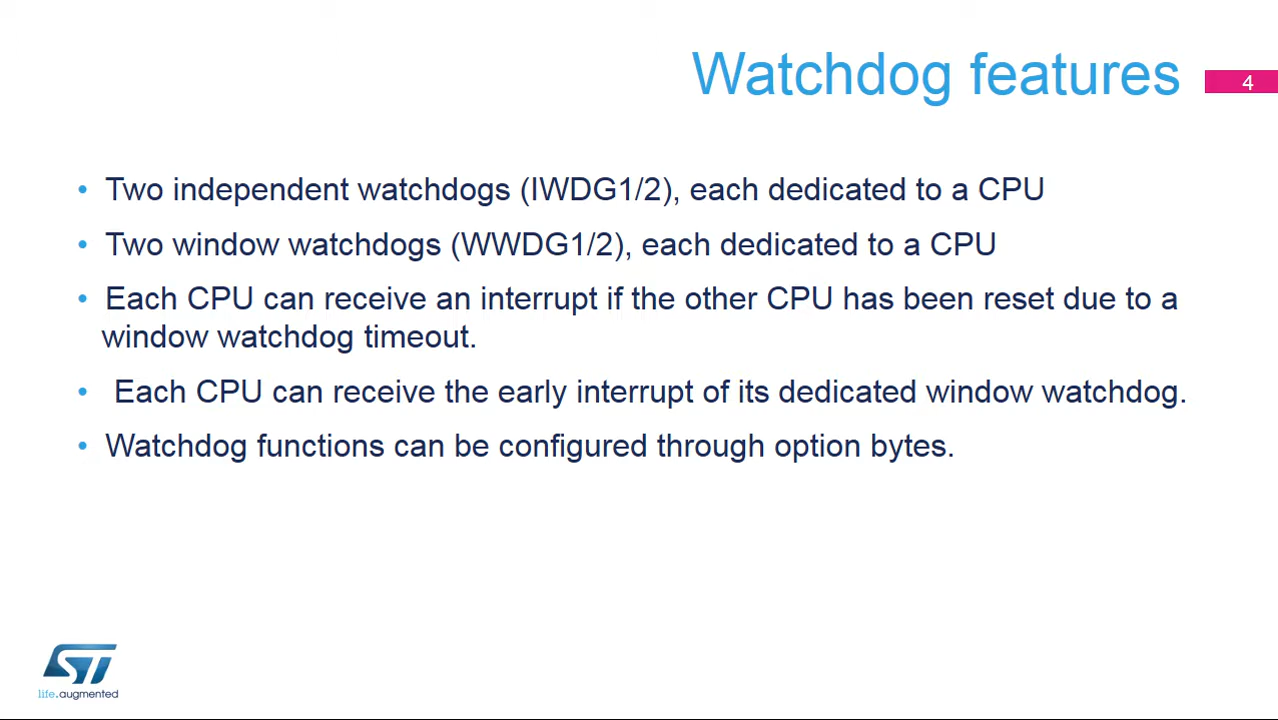 Watchdog features
4
• Two independent watchdogs (IWDG1/2), each dedicated to a CPU
• Two window watchdogs (WWDG1/2), each dedicated to a CPU
• Each CPU can receive an interrupt if the other CPU has been reset due to a
window watchdog timeout.
• Each CPU can receive the early interrupt of its dedicated window watchdog.
• Watchdog functions can be configured through option bytes.
ST
life.augmented